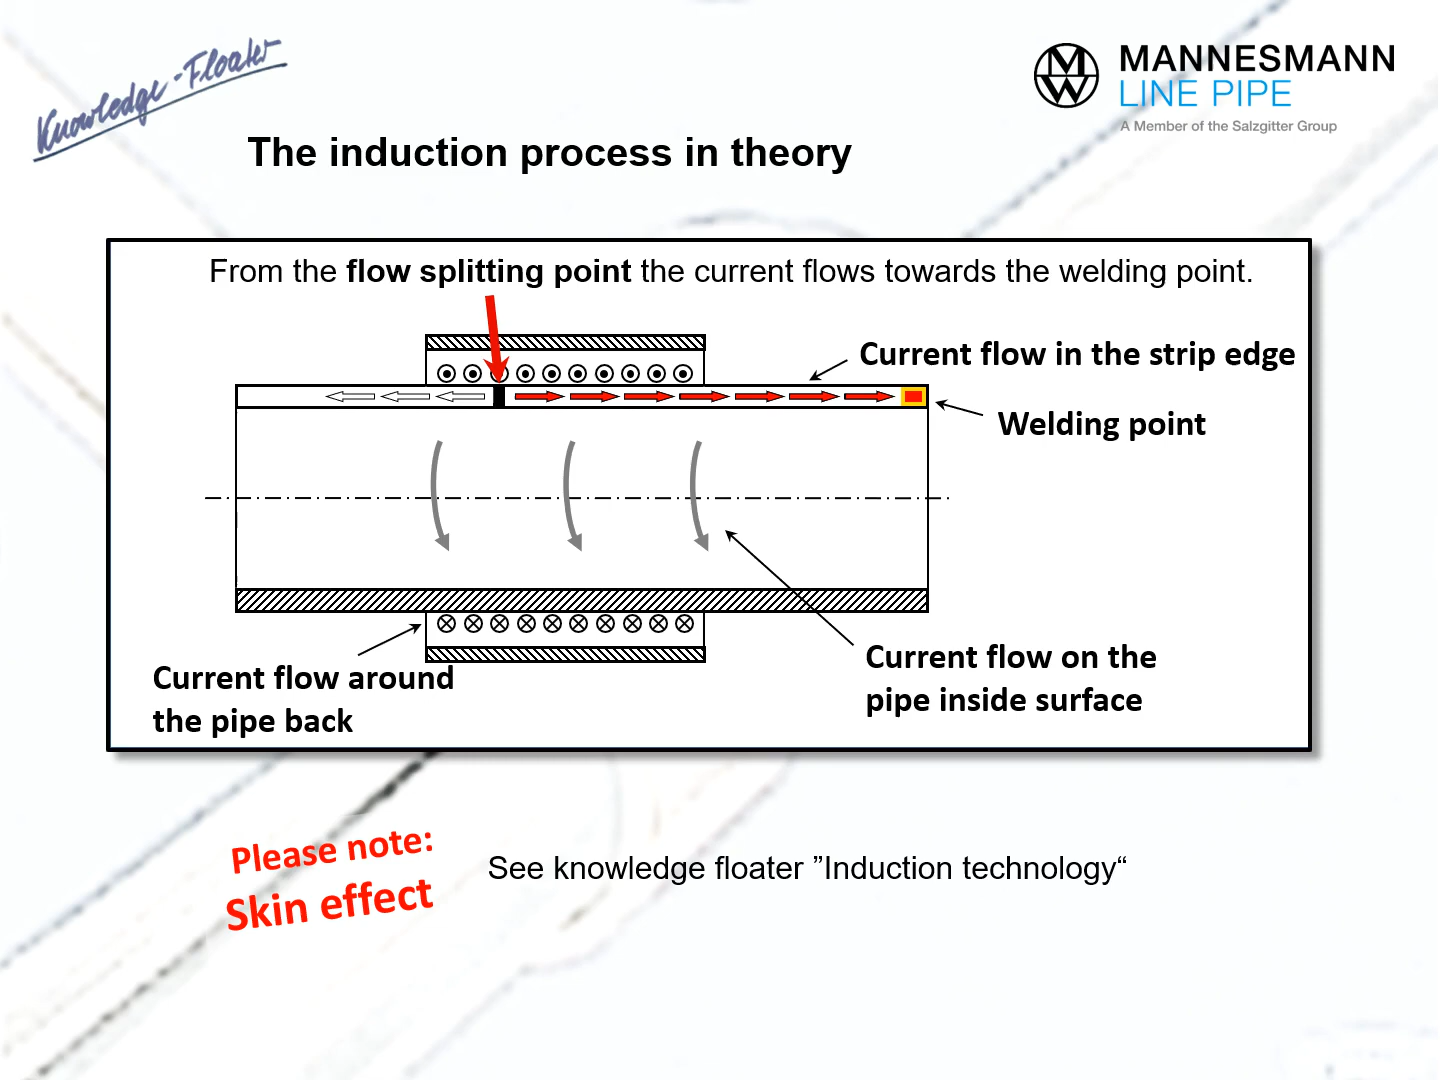 Knowledge-Floater
MANNESMANN
LINE PIPE
A Member of the Salzgitter Group
The induction process in theory
From the flow splitting point the current flows towards the welding point.
Current flow in the strip edge
Welding point
Current flow on the
pipe inside surface
Current flow around
the pipe back
Please note:
Skin effect
See knowledge floater ”Induction technology“